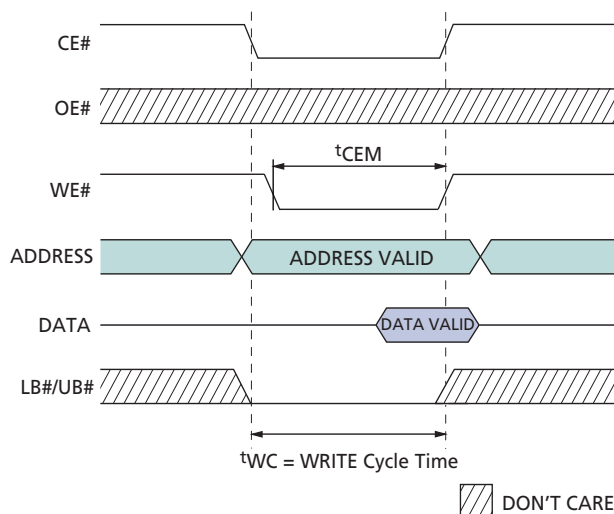 CE#
OE#
tCEM
WE#
ADDRESS ADDRESS VALID
DATA DATA VALID
LB#/UB#
tWC = WRITE Cycle Time
DON'T CARE